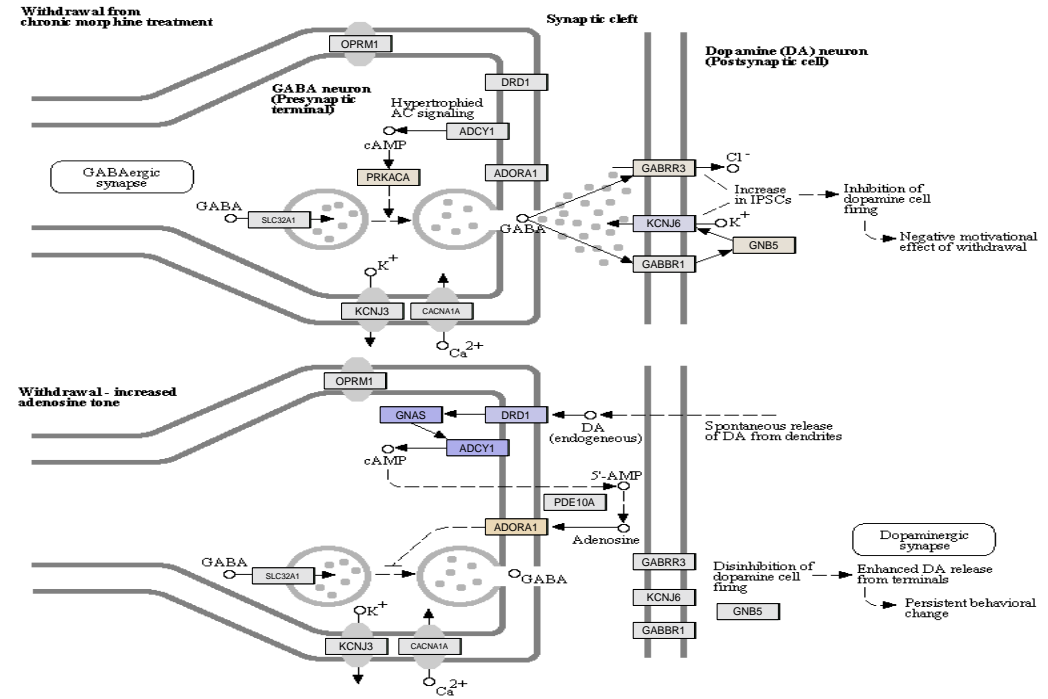 Withdrawal from
chronic morphine treatment
Synaptic cleft
OPRM1
Dopamine (DA) neuron
(Postsynaptic cell)
DRD1
GABA neuron
(Presynaptic
terminal)
Hypertrophied
AC signaling
ADCY1
cAMP
GABAergic
synapse
PRKACA
ADORA1
GABRR3
Cl-
Increase
in IPSCs
Inhibition of
dopamine cell
firing
GABA
SLC32A1
GABA
KCNJ6
K+
GNB5
Negative motivational
effect of withdrawal
GABBR1
K+
KCNJ3
CACNA1A
Ca2+
Withdrawal - increased
adenosine tone
OPRM1
GNAS
DRD1
DA
(endogeneous)
Spontaneous release
of DA from dendrites
ADCY1
cAMP
5'-AMP
PDE10A
ADORA1
Adenosine
Dopaminergic
synapse
GABA
SLC32A1
GABA
GABRR3
Disinhibition of
dopamine cell
firing
Enhanced DA release
from terminals
KCNJ6
GNB5
Persistent behavioral
change
K+
GABBR1
KCNJ3
CACNA1A
Ca2+